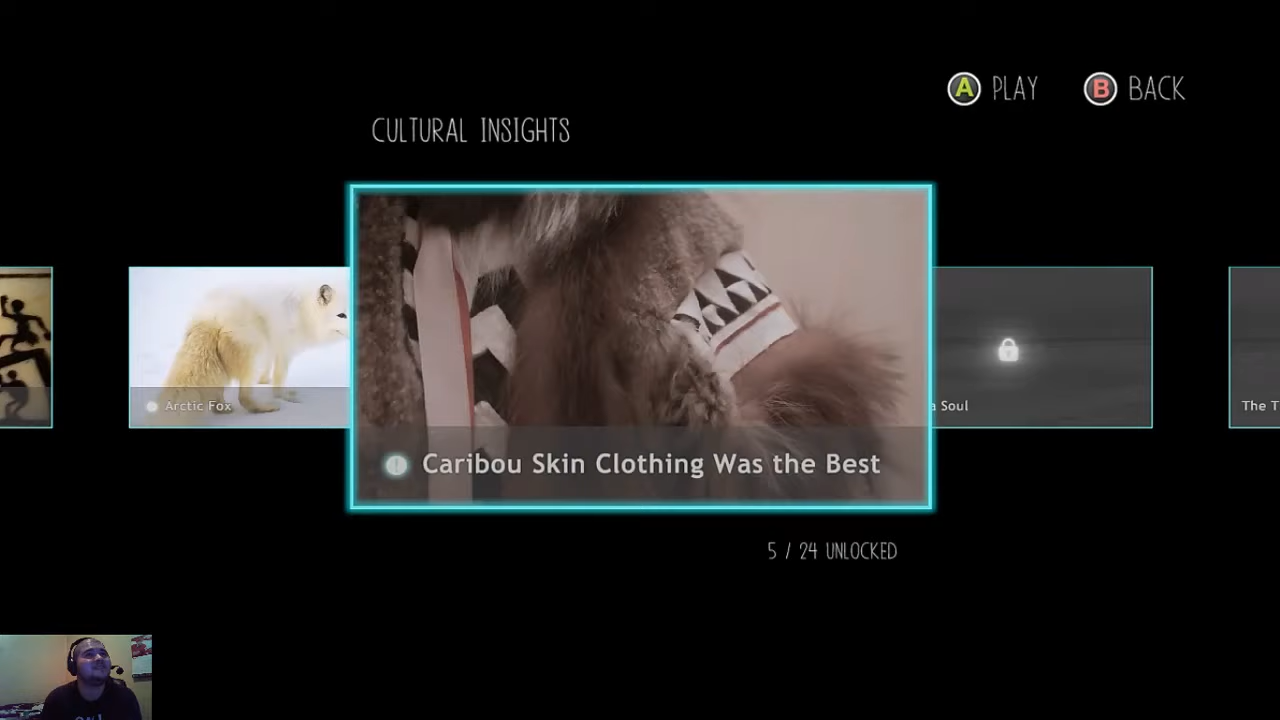 A PLAY B BACK
CULTURAL INSIGHTS
Arctic Fox
Caribou Skin Clothing Was the Best
a Soul
The T
5 / 24 UNLOCKED